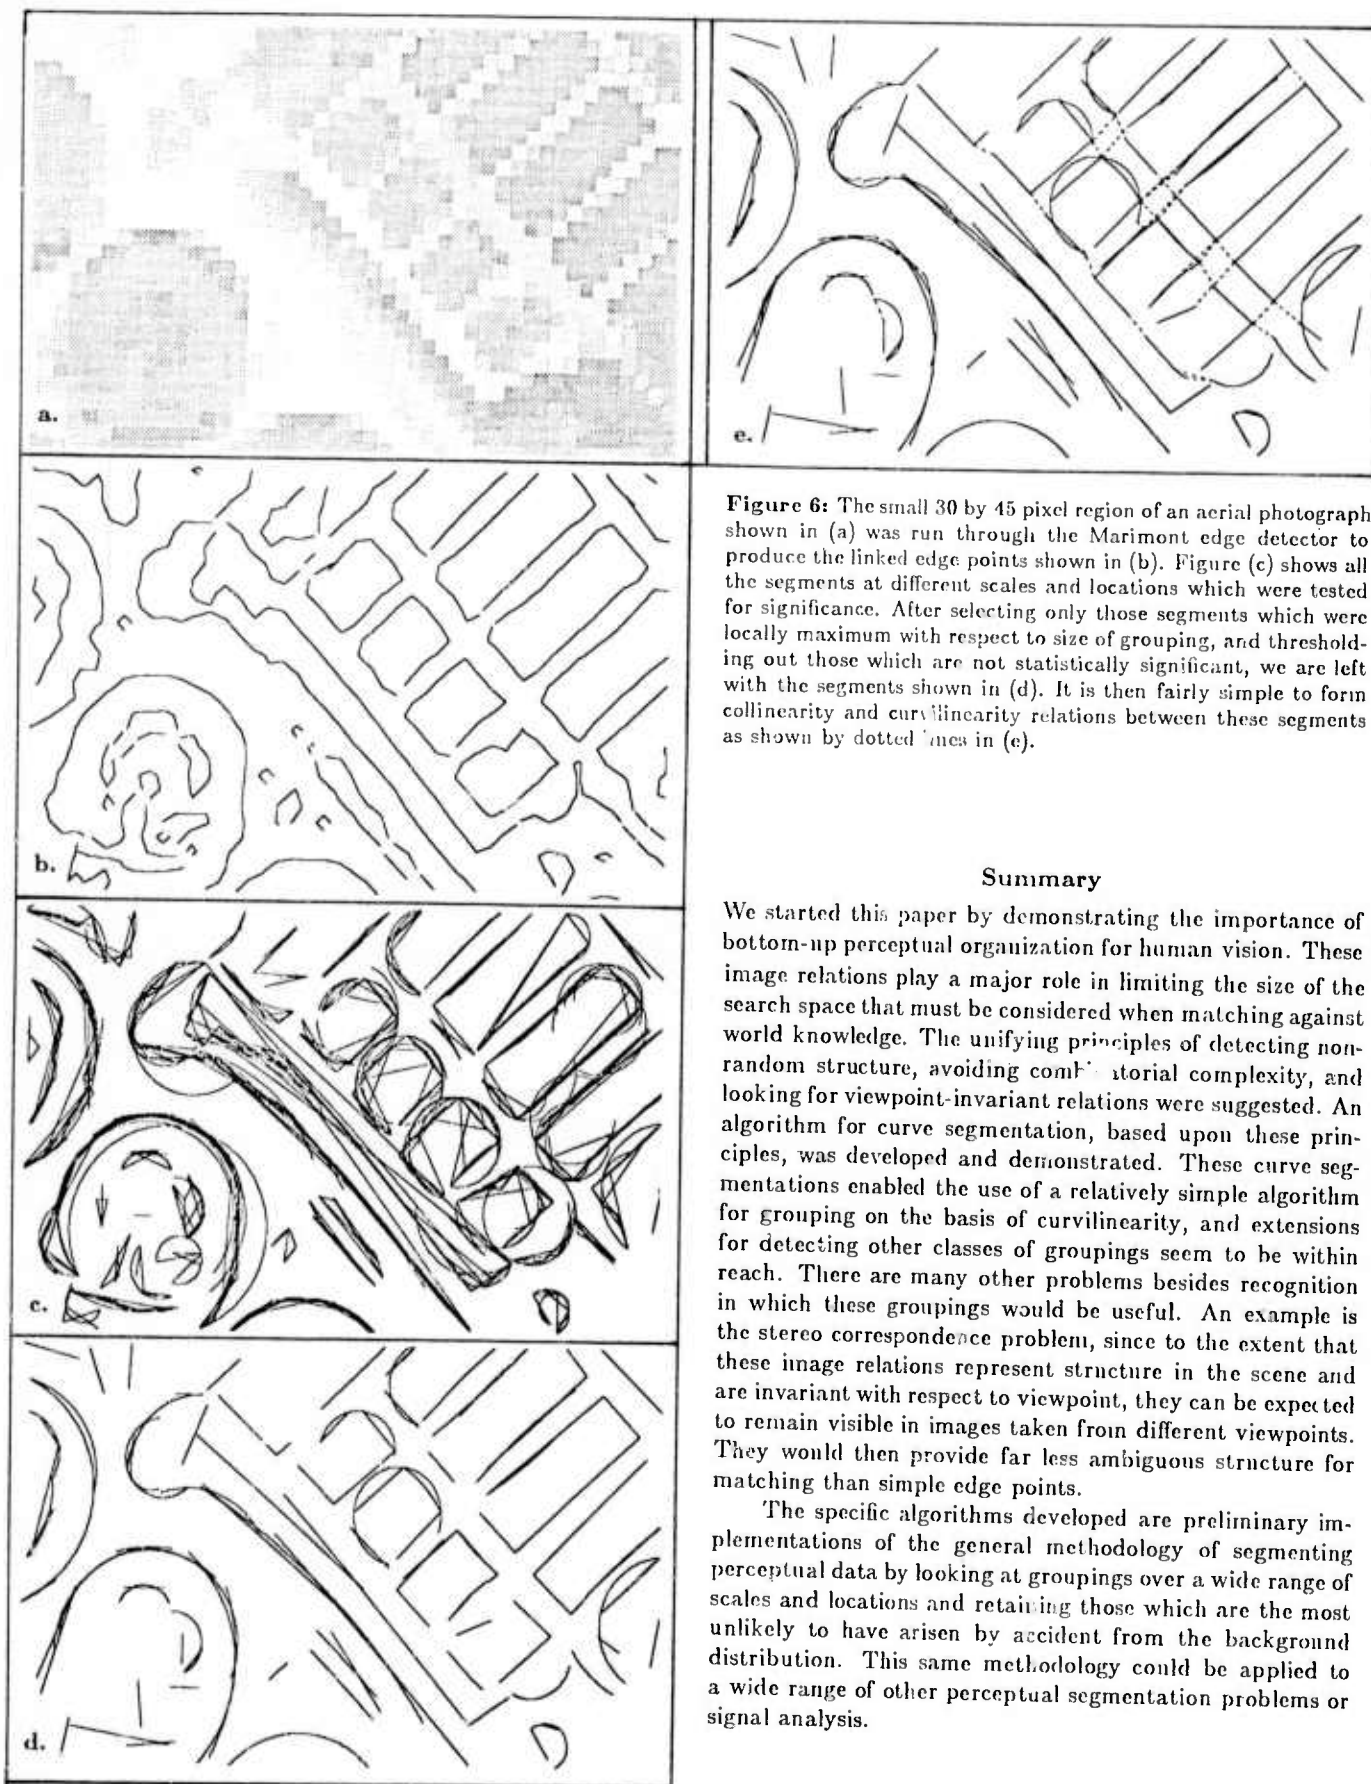 a.
b.
c.
d.
e.
Figure 6: The small 30 by 45 pixel region of an aerial photograph
shown in (a) was run through the Marimont edge detector to
produce the linked edge points shown in (b). Figure (c) shows all
the segments at different scales and locations which were tested
for significance. After selecting only those segments which were
locally maximum with respect to size of grouping, and threshold-
ing out those which are not statistically significant, we are left
with the segments shown in (d). It is then fairly simple to form
collinearity and curvilinearity relations between these segments
as shown by dotted lines in (e).
Summary
We started this paper by demonstrating the importance of
bottom-up perceptual organization for human vision. These
image relations play a major role in limiting the size of the
search space that must be considered when matching against
world knowledge. The unifying principles of detecting non-
random structure, avoiding combinatorial complexity, and
looking for viewpoint-invariant relations were suggested. An
algorithm for curve segmentation, based upon these prin-
ciples, was developed and demonstrated. These curve seg-
mentations enabled the use of a relatively simple algorithm
for grouping on the basis of curvilinearity, and extensions
for detecting other classes of groupings seem to be within
reach. There are many other problems besides recognition
in which these groupings would be useful. An example is
the stereo correspondence problem, since to the extent that
these image relations represent structure in the scene and
are invariant with respect to viewpoint, they can be expected
to remain visible in images taken from different viewpoints.
They would then provide far less ambiguous structure for
matching than simple edge points.
The specific algorithms developed are preliminary im-
plementations of the general methodology of segmenting
perceptual data by looking at groupings over a wide range of
scales and locations and retaining those which are the most
unlikely to have arisen by accident from the background
distribution. This same methodology could be applied to
a wide range of other perceptual segmentation problems or
signal analysis.